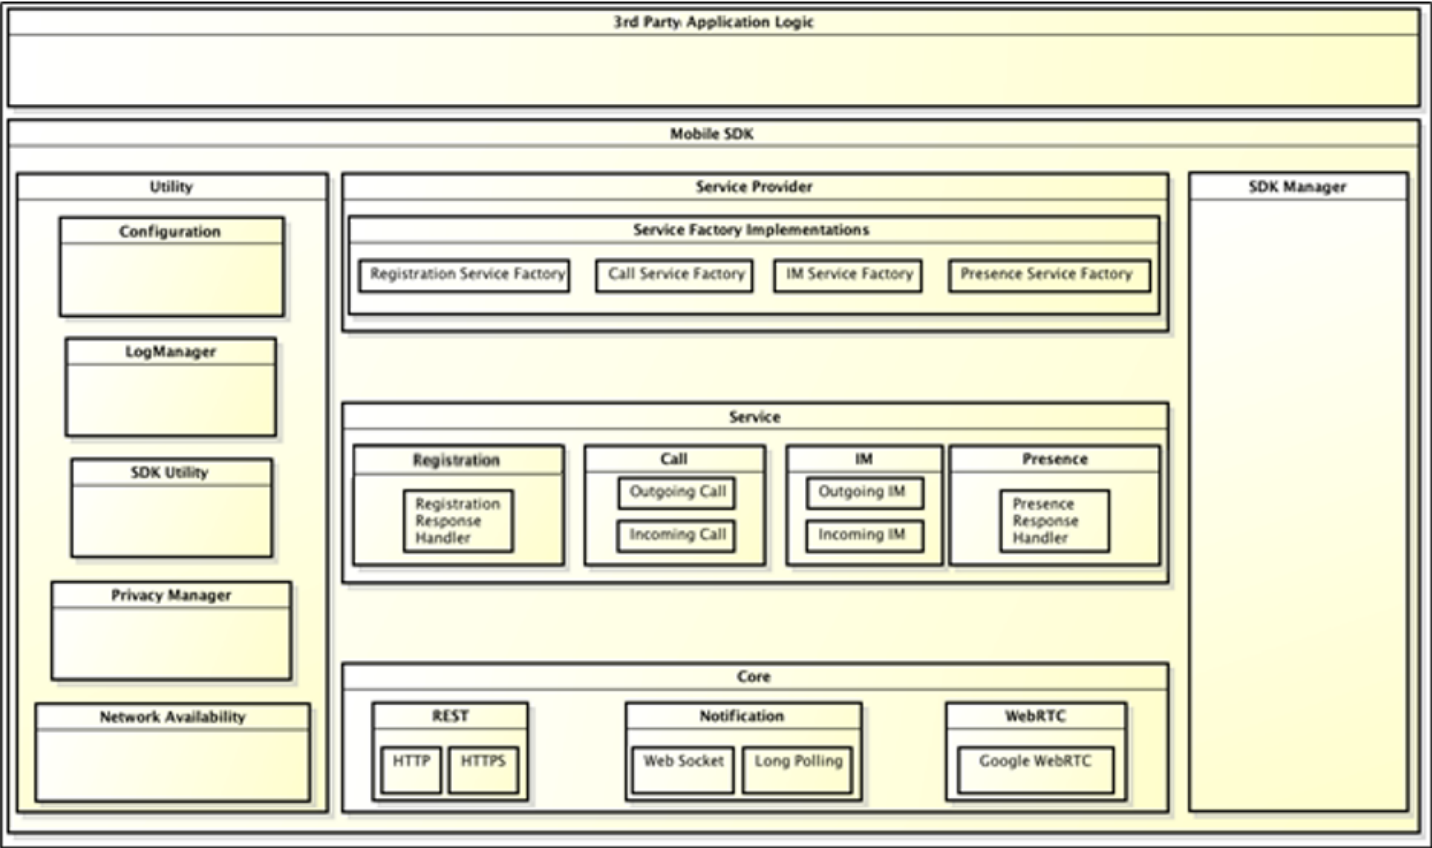 3rd Party Application Logic
Mobile SDK
Utility
Configuration
LogManager
SDK Utility
Privacy Manager
Network Availability
Service Provider
Service Factory Implementations
Registration Service Factory
Call Service Factory
IM Service Factory
Presence Service Factory
Service
Registration
Registration
Response
Handler
Call
Outgoing Call
Incoming Call
IM
Outgoing IM
Incoming IM
Presence
Presence
Response
Handler
Core
REST
HTTP
HTTPS
Notification
Web Socket
Long Polling
WebRTC
Google WebRTC
SDK Manager